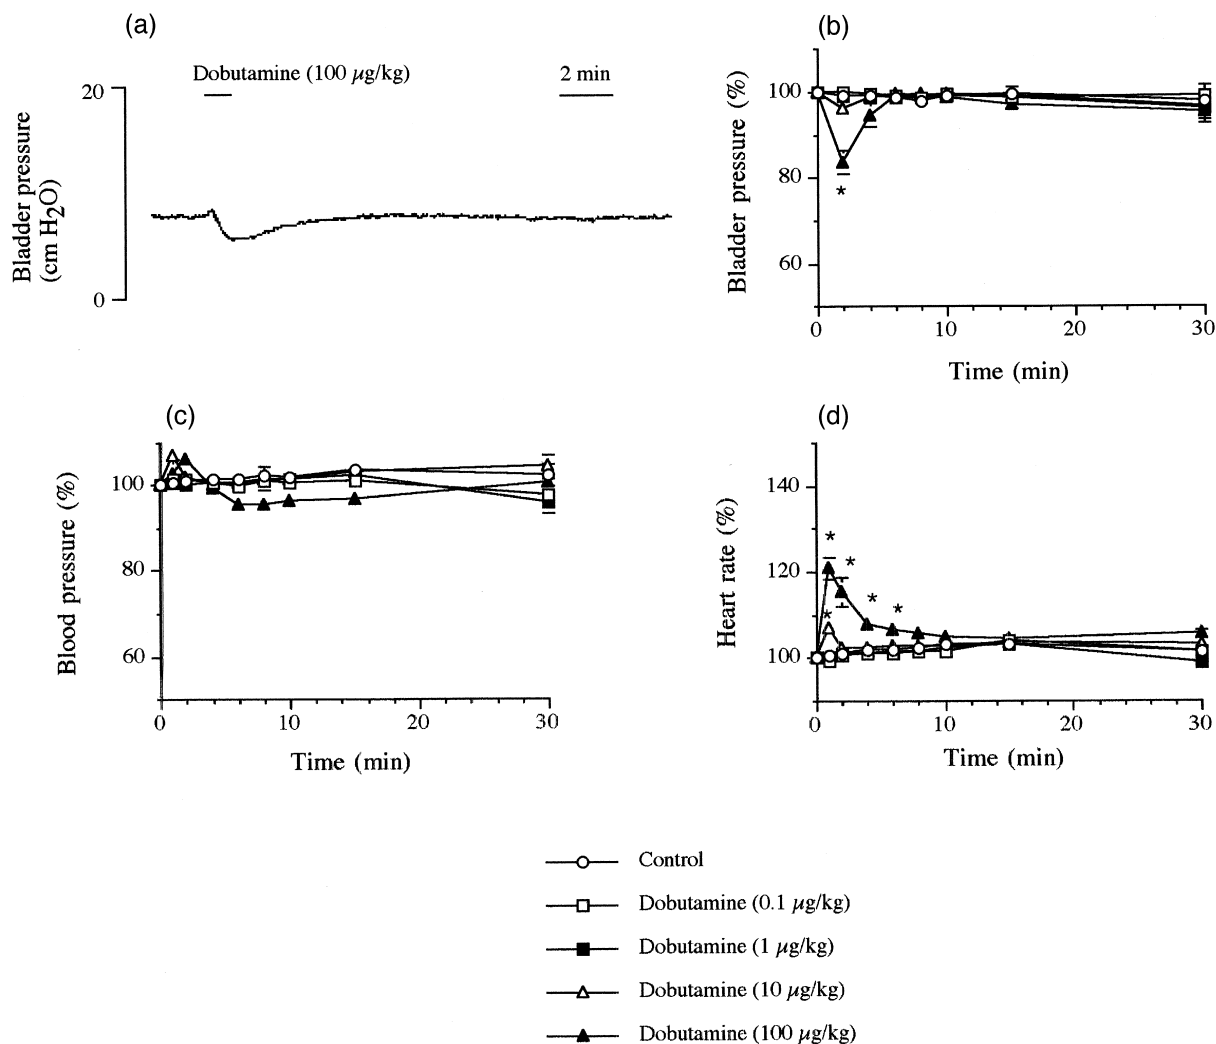 (a)
Dobutamine (100 µg/kg)
2 min
20
0
Bladder pressure
(cm H2O)
(b)
100
80
60
*
0
10
20
30
Bladder pressure (%)
Time (min)
(c)
100
80
60
0
10
20
30
Blood pressure (%)
Time (min)
(d)
140
120
100
*
*
*
*
*
0
10
20
30
Heart rate (%)
Time (min)
Control
Dobutamine (0.1 µg/kg)
Dobutamine (1 µg/kg)
Dobutamine (10 µg/kg)
Dobutamine (100 µg/kg)